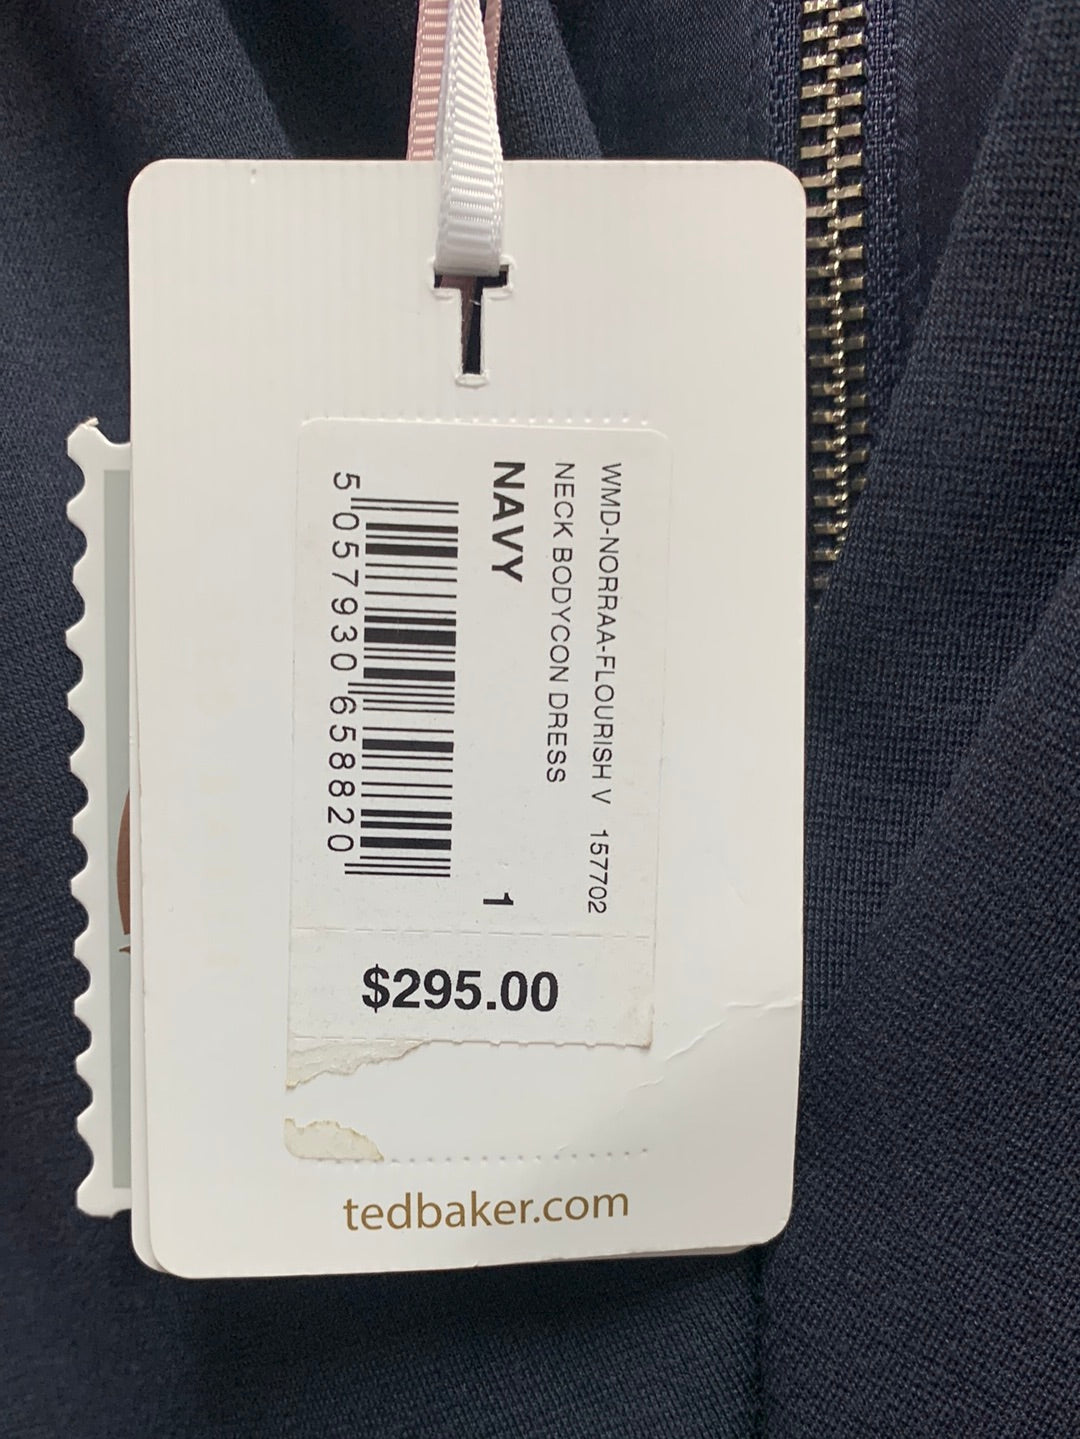 WMD-NORRAA-FLOURISH V 157702
NECK BODYCON DRESS
NAVY 1
5 057930 658820
$295.00
tedbaker.com